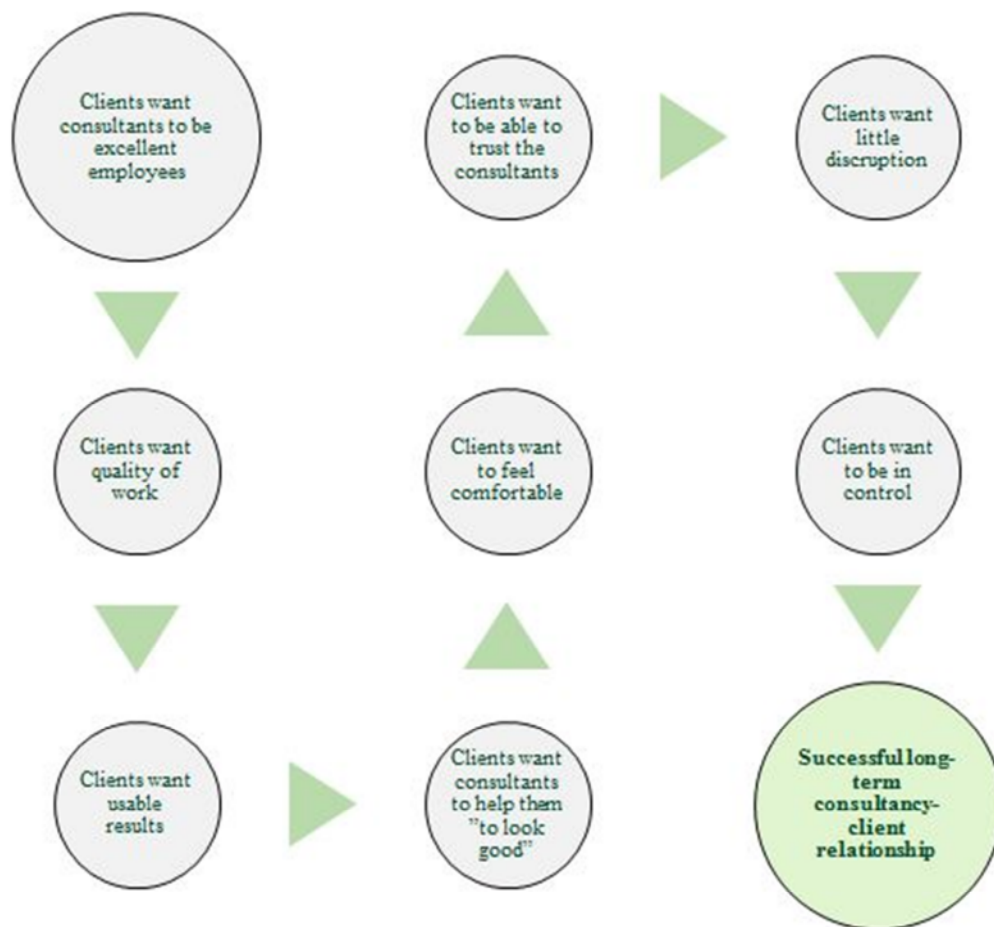 Clients want
consultants to be
excellent
employees
Clients want
quality of
work
Clients want
usable
results
Clients want
consultants
to help them
”to look
good”
Clients want
to feel
comfortable
Clients want
to be able to
trust the
consultants
Clients want
little
discruption
Clients want
to be in
control
Successful long-
term
consultancy-
client
relationship